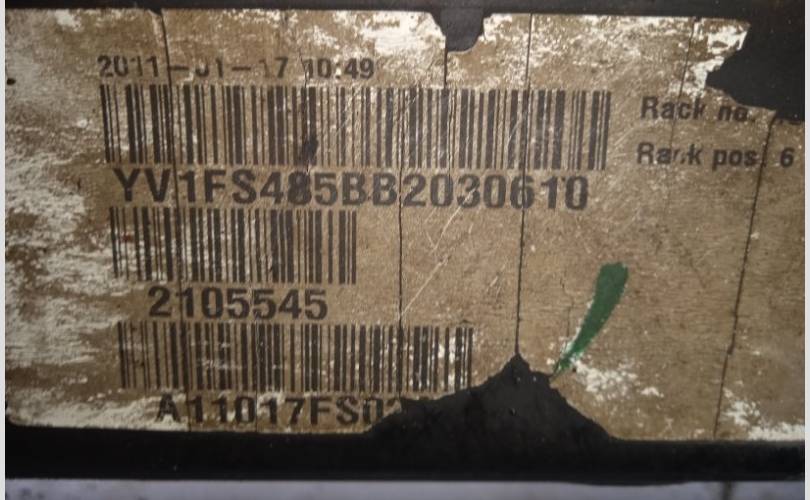 2011-01-17 10:49
Rack no.
Rack pos. 6
YV1FS485BB2030610
2105545
A11017FS0